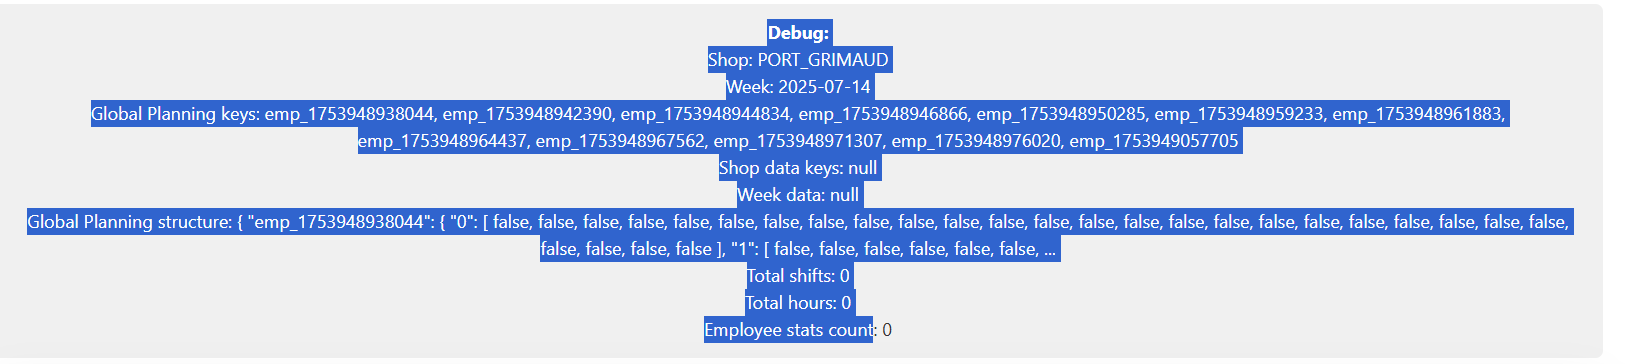 Debug:
Shop: PORT_GRIMAUD
Week: 2025-07-14
Global Planning keys: emp_1753948938044, emp_1753948942390, emp_1753948944834, emp_1753948946866, emp_1753948950285, emp_1753948959233, emp_1753948961883,
emp_1753948964437, emp_1753948967562, emp_1753948971307, emp_1753948976020, emp_1753949057705
Shop data keys: null
Week data: null
Global Planning structure: { "emp_1753948938044": { "0": [ false, false, false, false, false, false, false, false, false, false, false, false, false, false, false, false, false, false, false, false, false, false, false, false,
false, false, false, false ], "1": [ false, false, false, false, false, false, ...
Total shifts: 0
Total hours: 0
Employee stats count: 0